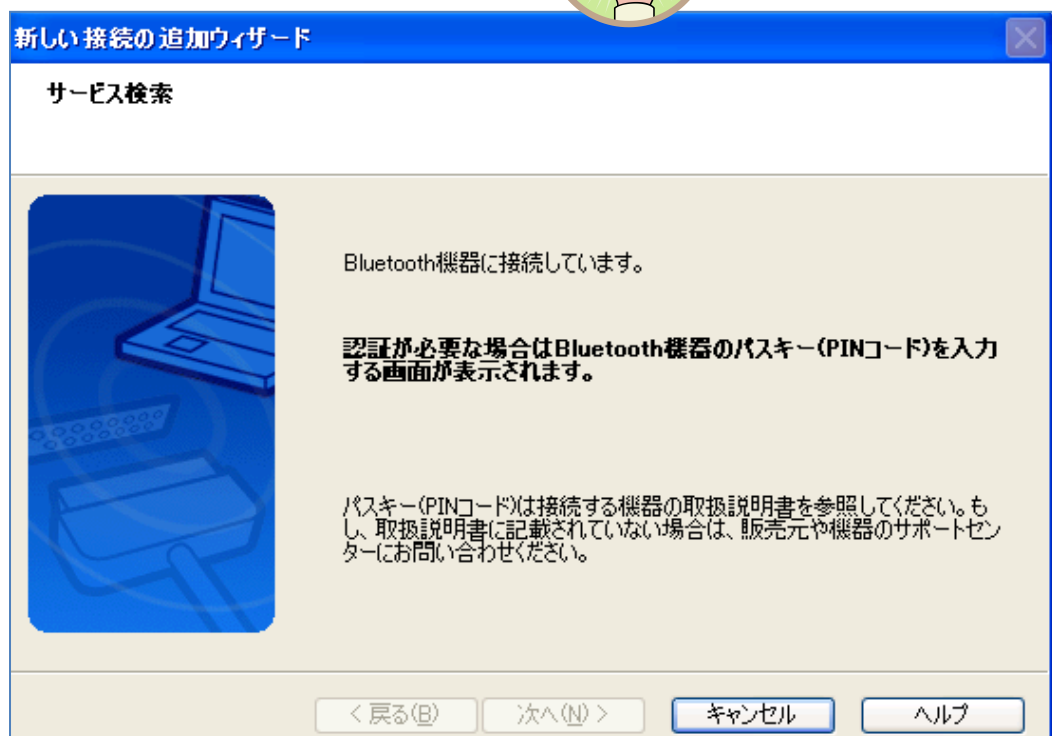 新しい接続の追加ウィザード
サービス検索
Bluetooth機器に接続しています。
認証が必要な場合はBluetooth機器のパスキー(PINコード)を入力
する画面が表示されます。
パスキー(PINコード)は接続する機器の取扱説明書を参照してください。も
し、取扱説明書に記載されていない場合は、販売元や機器のサポートセン
ターにお問い合わせください。
< 戻る(B) 次へ(N) > キャンセル ヘルプ